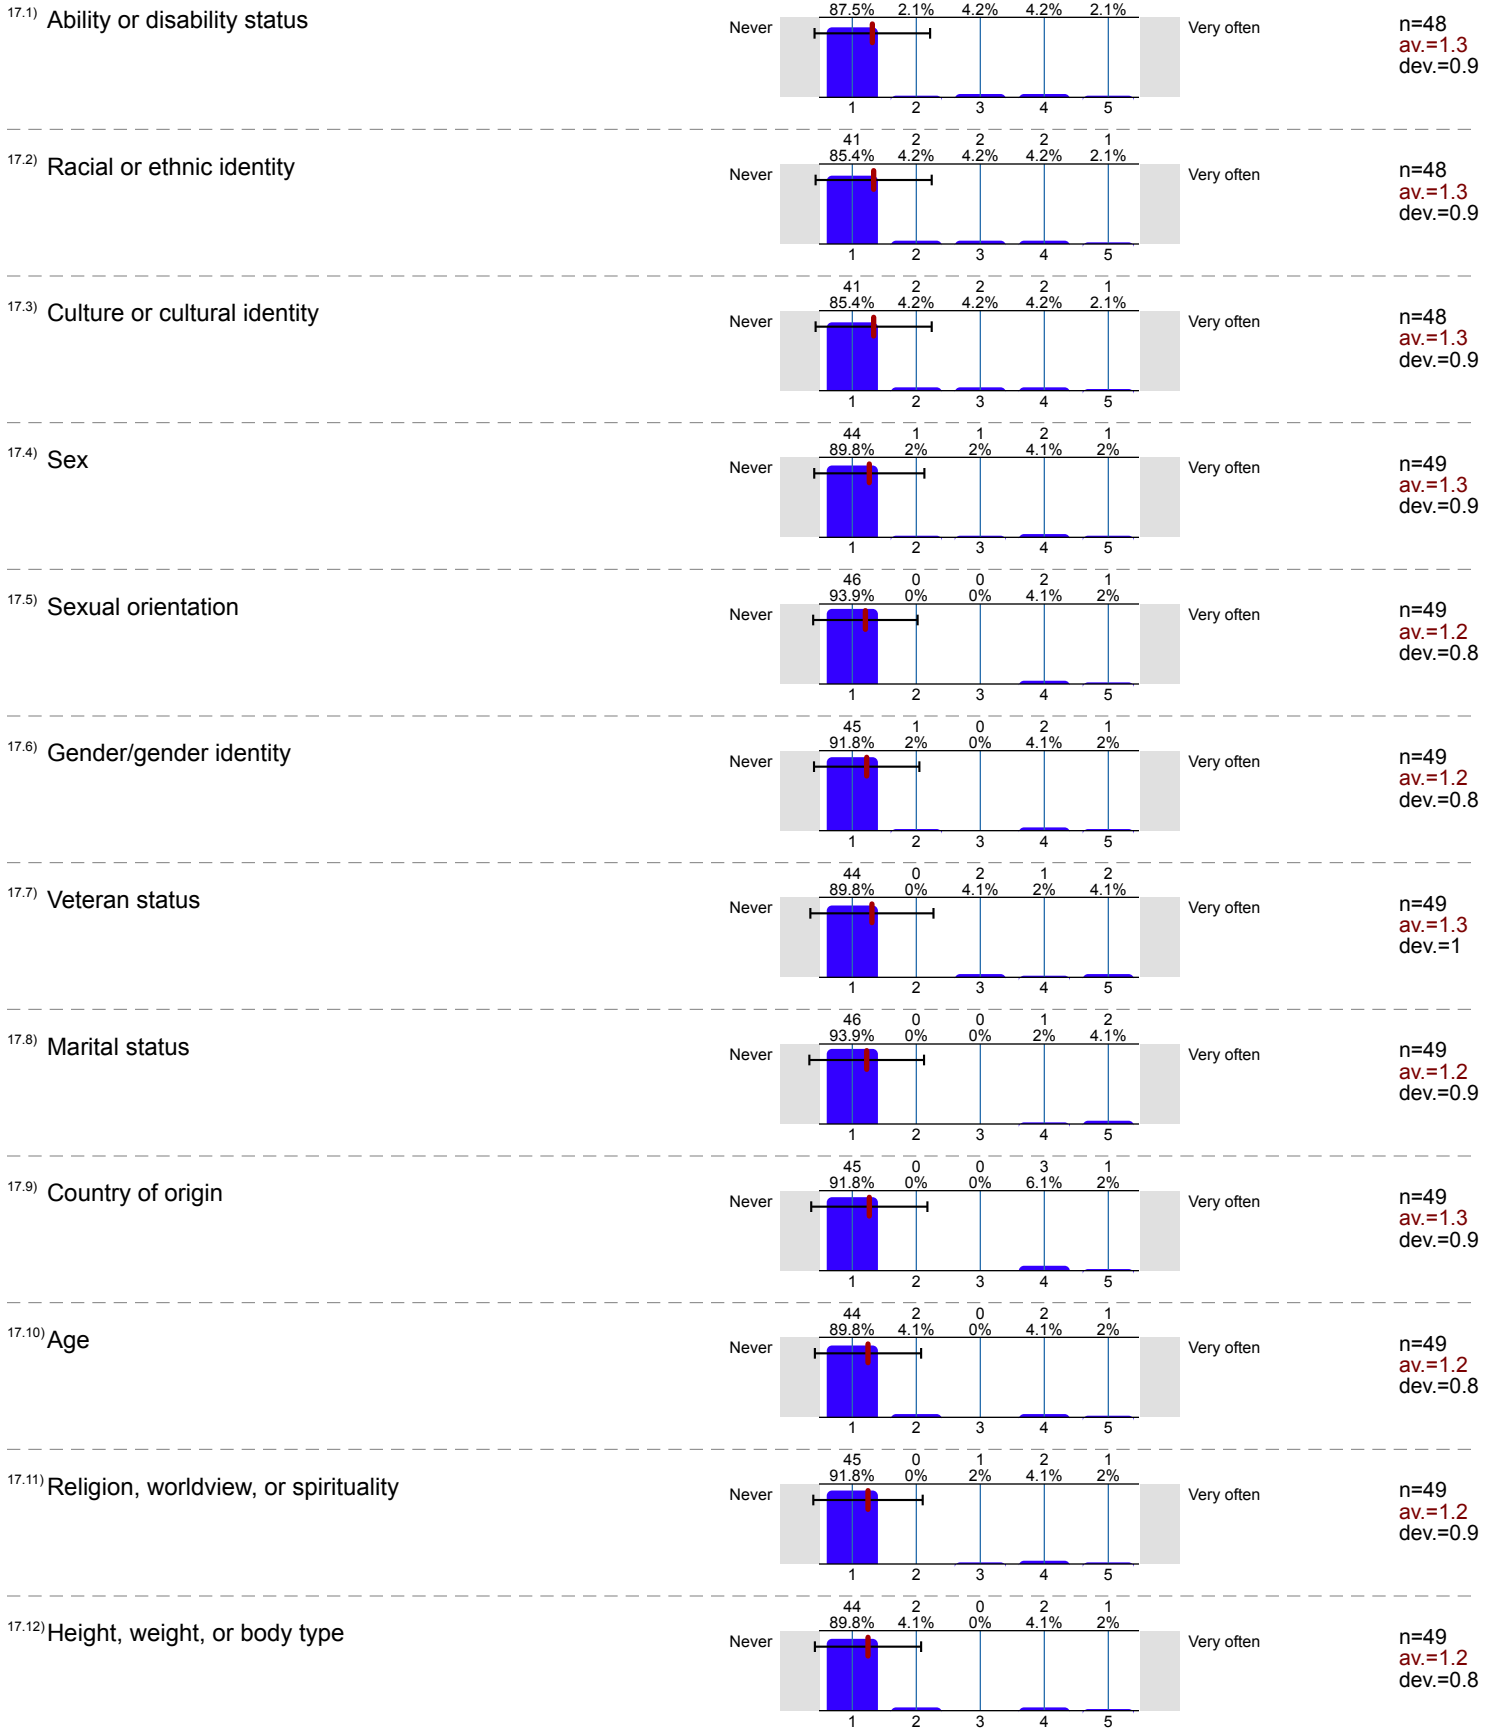 87.5% 2.1% 4.2% 4.2% 2.1%
17.1) Ability or disability status
Never
Very often
n=48
av.=1.3
dev.=0.9
1 2 3 4 5
41 2 2 2 1
85.4% 4.2% 4.2% 4.2% 2.1%
17.2) Racial or ethnic identity
Never
Very often
n=48
av.=1.3
dev.=0.9
1 2 3 4 5
41 2 2 2 1
85.4% 4.2% 4.2% 4.2% 2.1%
17.3) Culture or cultural identity
Never
Very often
n=48
av.=1.3
dev.=0.9
1 2 3 4 5
44 1 1 2 1
89.8% 2% 2% 4.1% 2%
17.4) Sex
Never
Very often
n=49
av.=1.3
dev.=0.9
1 2 3 4 5
46 0 0 2 1
93.9% 0% 0% 4.1% 2%
17.5) Sexual orientation
Never
Very often
n=49
av.=1.2
dev.=0.8
1 2 3 4 5
45 1 0 2 1
91.8% 2% 0% 4.1% 2%
17.6) Gender/gender identity
Never
Very often
n=49
av.=1.2
dev.=0.8
1 2 3 4 5
44 0 2 1 2
89.8% 0% 4.1% 2% 4.1%
17.7) Veteran status
Never
Very often
n=49
av.=1.3
dev.=1
1 2 3 4 5
46 0 0 1 2
93.9% 0% 0% 2% 4.1%
17.8) Marital status
Never
Very often
n=49
av.=1.2
dev.=0.9
1 2 3 4 5
45 0 0 3 1
91.8% 0% 0% 6.1% 2%
17.9) Country of origin
Never
Very often
n=49
av.=1.3
dev.=0.9
1 2 3 4 5
44 2 0 2 1
89.8% 4.1% 0% 4.1% 2%
17.10) Age
Never
Very often
n=49
av.=1.2
dev.=0.8
1 2 3 4 5
45 0 1 2 1
91.8% 0% 2% 4.1% 2%
17.11) Religion, worldview, or spirituality
Never
Very often
n=49
av.=1.2
dev.=0.9
1 2 3 4 5
44 2 0 2 1
89.8% 4.1% 0% 4.1% 2%
17.12) Height, weight, or body type
Never
Very often
n=49
av.=1.2
dev.=0.8
1 2 3 4 5